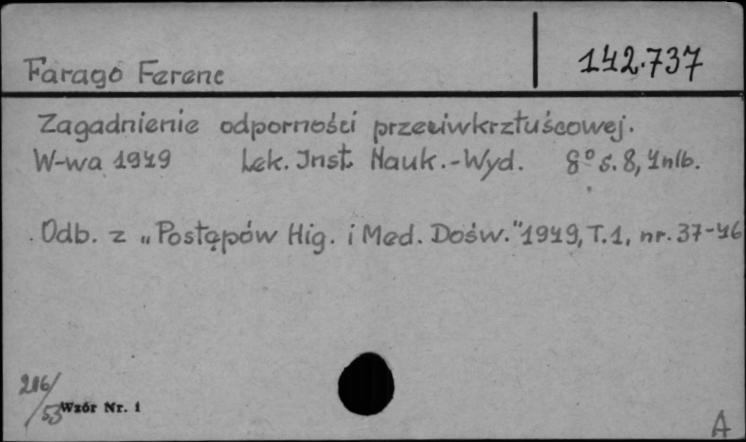 Farago Ferenc
142.737
Zagadnienie odporności przeciwkrztuścowej.
W-wa 1949 Lek. Inst. Nauk.-Wyd. 8° s. 8, 1nlb.
Odb. z „Postępów Hig. i Med. Dośw." 1949, T.1, nr. 37-46
216/53
Wzór Nr. 1
A